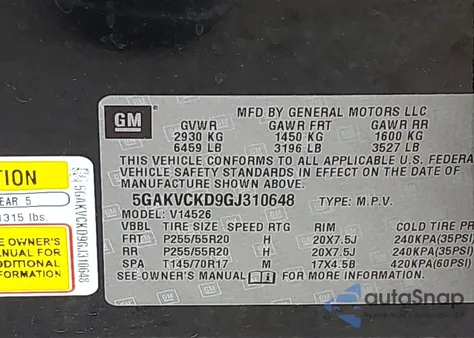 TION
EAR 5
1315 lbs.
E OWNER'S
MANUAL FOR
DDITIONAL
FORMATION
5GAKVCKD9GJ310648
GM
MFD BY GENERAL MOTORS LLC
GVWR GAWR FRT GAWR RR
2930 KG 1450 KG 1600 KG
6459 LB 3196 LB 3527 LB
THIS VEHICLE CONFORMS TO ALL APPLICABLE U.S. FEDERA
VEHICLE SAFETY STANDARDS IN EFFECT ON THE DATE OF
MANUFACTURE SHOWN ABOVE.
5GAKVCKD9GJ310648 TYPE: M.P.V.
MODEL: V14526
VBBL TIRE SIZE SPEED RTG RIM COLD TIRE PR
FRT P255/55R20 H 20X7.5J 240KPA(35PSI)
RR P255/55R20 H 20X7.5J 240KPA(35PSI)
SPA T145/70R17 17X4.5B 420KPA(60PSI)
SEE OWNER'S MANUAL FOR MORE INFORMATION.
autoSnap